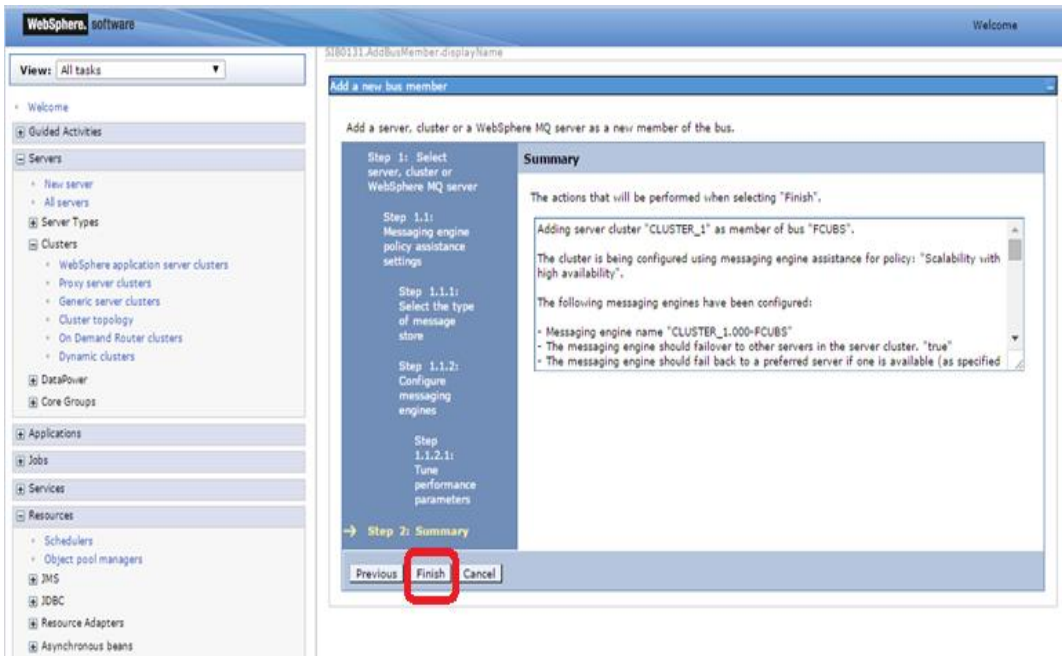 WebSphere. software
Welcome
View: All tasks
Welcome
Guided Activities
Servers
New server
All servers
Server Types
Clusters
WebSphere application server clusters
Proxy server clusters
Generic server clusters
Cluster topology
On Demand Router clusters
Dynamic clusters
DataPower
Core Groups
Applications
Jobs
Services
Resources
Schedulers
Object pool managers
JMS
JDBC
Resource Adapters
Asynchronous beans
SIB0131.AddBusMember.displayName
Add a new bus member
Add a server, cluster or a WebSphere MQ server as a new member of the bus.
Step 1: Select
server, cluster or
WebSphere MQ server
Step 1.1:
Messaging engine
policy assistance
settings
Step 1.1.1:
Select the type
of message
store
Step 1.1.2:
Configure
messaging
engines
Step
1.1.2.1:
Tune
performance
parameters
Step 2: Summary
Summary
The actions that will be performed when selecting "Finish".
Adding server cluster "CLUSTER_1" as member of bus "FCUBS".
The cluster is being configured using messaging engine assistance for policy: "Scalability with
high availability".
The following messaging engines have been configured:
- Messaging engine name "CLUSTER_1.000-FCUBS"
- The messaging engine should failover to other servers in the server cluster. "true"
- The messaging engine should fail back to a preferred server if one is available (as specified
Previous Finish Cancel